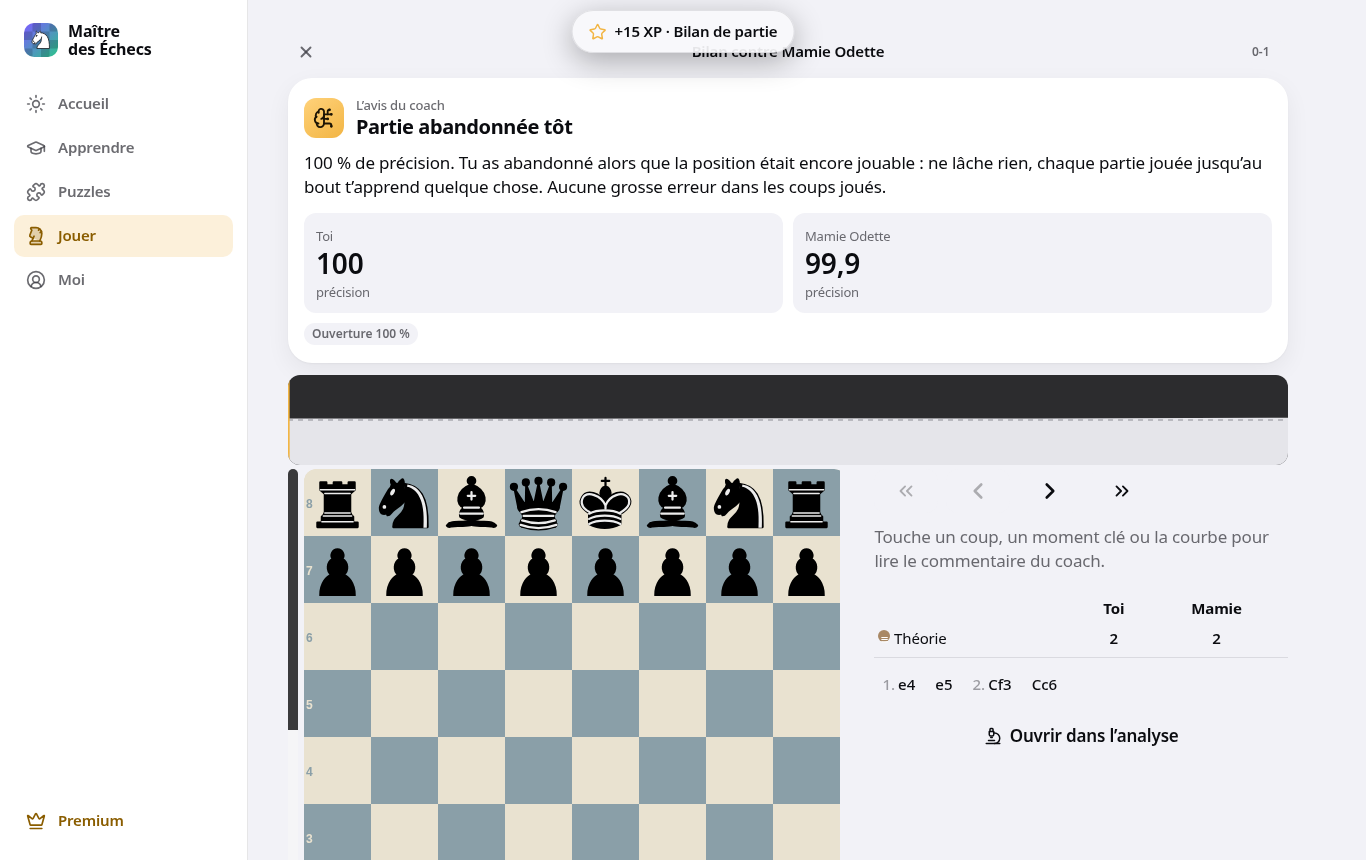 Maître
des Échecs
Accueil
Apprendre
Puzzles
Jouer
Moi
Premium
+15 XP · Bilan de partie
Bilan contre Mamie Odette
0-1
L’avis du coach
Partie abandonnée tôt
100 % de précision. Tu as abandonné alors que la position était encore jouable : ne lâche rien, chaque partie jouée jusqu’au
bout t’apprend quelque chose. Aucune grosse erreur dans les coups joués.
Toi
100
précision
Mamie Odette
99,9
précision
Ouverture 100 %
8
7
6
5
4
3
Touche un coup, un moment clé ou la courbe pour
lire le commentaire du coach.
Toi Mamie
Théorie 2 2
1. e4 e5 2. Cf3 Cc6
Ouvrir dans l’analyse